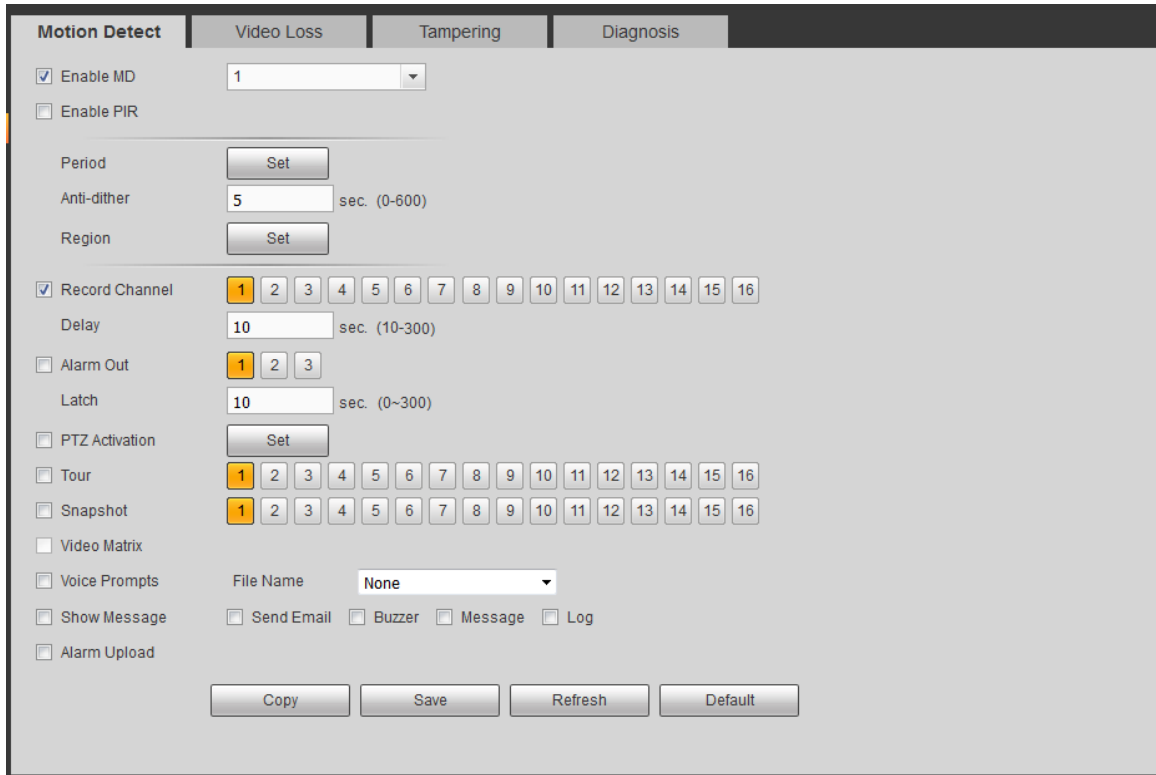 Motion Detect Video Loss Tampering Diagnosis
Enable MD 1
Enable PIR
Period Set
Anti-dither 5 sec. (0-600)
Region Set
Record Channel 1 2 3 4 5 6 7 8 9 10 11 12 13 14 15 16
Delay 10 sec. (10-300)
Alarm Out 1 2 3
Latch 10 sec. (0~300)
PTZ Activation Set
Tour 1 2 3 4 5 6 7 8 9 10 11 12 13 14 15 16
Snapshot 1 2 3 4 5 6 7 8 9 10 11 12 13 14 15 16
Video Matrix
Voice Prompts File Name None
Show Message Send Email Buzzer Message Log
Alarm Upload
Copy Save Refresh Default